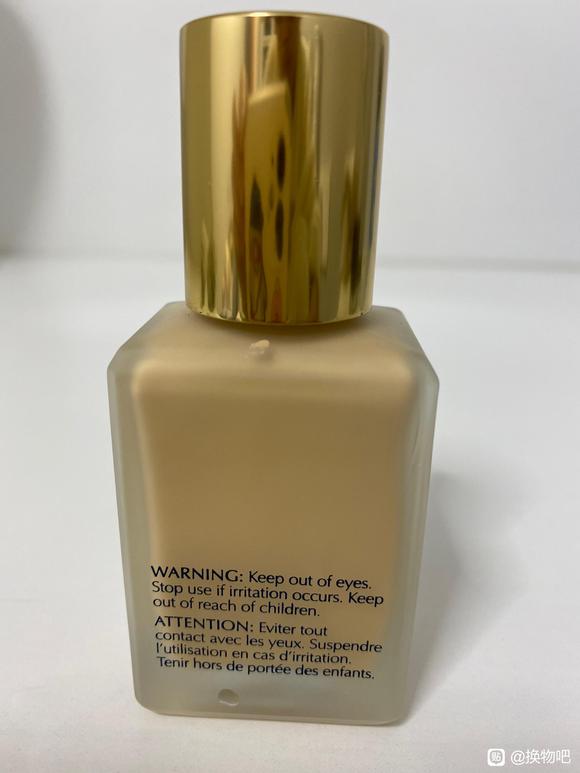 WARNING: Keep out of eyes.
Stop use if irritation occurs. Keep
out of reach of children.
ATTENTION: Eviter tout
contact avec les yeux. Suspendre
l'utilisation en cas d'irritation.
Tenir hors de portée des enfants.
贴 @换物吧